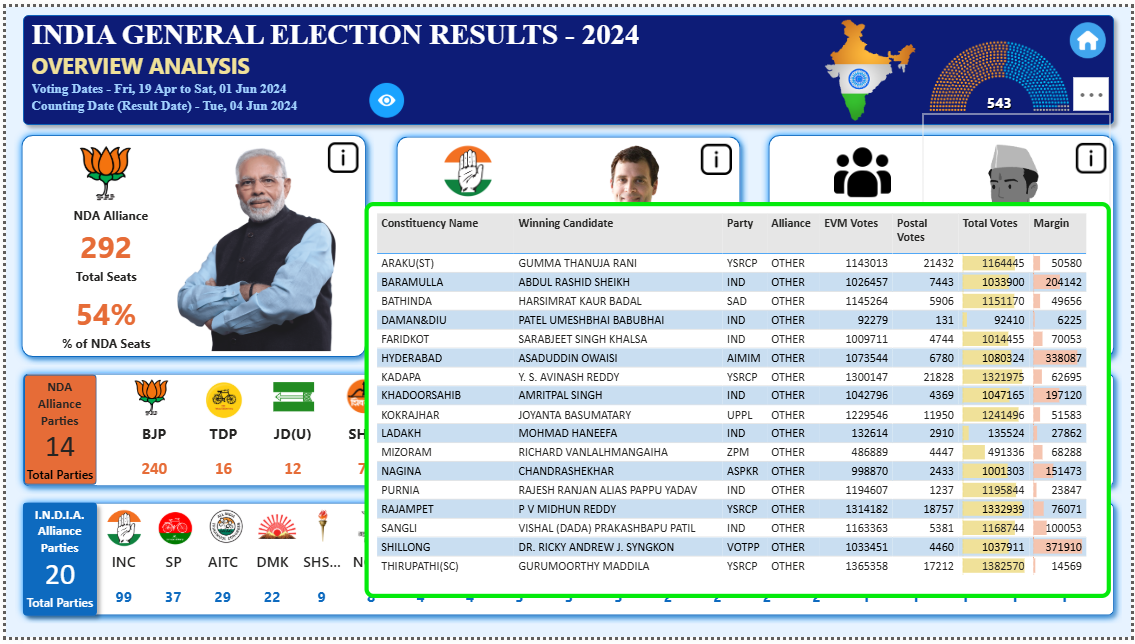 INDIA GENERAL ELECTION RESULTS - 2024
OVERVIEW ANALYSIS
Voting Dates - Fri, 19 Apr to Sat, 01 Jun 2024
Counting Date (Result Date) - Tue, 04 Jun 2024
543
NDA Alliance
292
Total Seats
54%
% of NDA Seats
Constituency Name Winning Candidate Party Alliance EVM Votes Postal Votes Total Votes Margin
ARAKU(ST) GUMMA THANUJA RANI YSRCP OTHER 1143013 21432 1164445 50580
BARAMULLA ABDUL RASHID SHEIKH IND OTHER 1026457 7443 1033900 204142
BATHINDA HARSIMRAT KAUR BADAL SAD OTHER 1145264 5906 1151170 49656
DAMAN&DIU PATEL UMESHBHAI BABUBHAI IND OTHER 92279 131 92410 6225
FARIDKOT SARABJEET SINGH KHALSA IND OTHER 1009711 4744 1014455 70053
HYDERABAD ASADUDDIN OWAISI AIMIM OTHER 1073544 6780 1080324 338087
KADAPA Y. S. AVINASH REDDY YSRCP OTHER 1300147 21828 1321975 62695
KHADOORSAHIB AMRITPAL SINGH IND OTHER 1042796 4369 1047165 197120
KOKRAJHAR JOYANTA BASUMATARY UPPL OTHER 1229546 11950 1241496 51583
LADAKH MOHMAD HANEEFA IND OTHER 132614 2910 135524 27862
MIZORAM RICHARD VANLALHMANGAIHA ZPM OTHER 486889 4447 491336 68288
NAGINA CHANDRASHEKHAR ASPKR OTHER 998870 2433 1001303 151473
PURNIA RAJESH RANJAN ALIAS PAPPU YADAV IND OTHER 1194607 1237 1195844 23847
RAJAMPET P V MIDHUN REDDY YSRCP OTHER 1314182 18757 1332939 76071
SANGLI VISHAL (DADA) PRAKASHBAPU PATIL IND OTHER 1163363 5381 1168744 100053
SHILLONG DR. RICKY ANDREW J. SYNGKON VOTPP OTHER 1033451 4460 1037911 371910
THIRUPATHI(SC) GURUMOORTHY MADDILA YSRCP OTHER 1365358 17212 1382570 14569
NDA
Alliance
Parties
14
Total Parties
BJP TDP JD(U)
240 16 12
I.N.D.I.A.
Alliance
Parties
20
Total Parties
INC SP AITC DMK SHS...
99 37 29 22 9